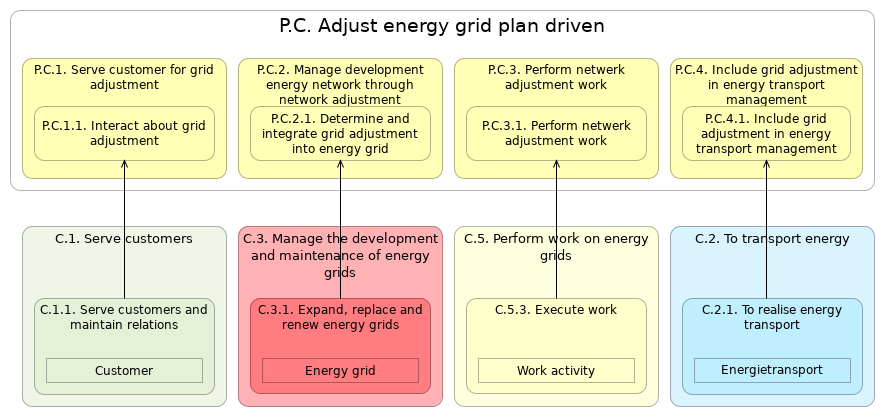 P.C. Adjust energy grid plan driven
P.C.1. Serve customer for grid
adjustment
P.C.1.1. Interact about grid
adjustment
P.C.2. Manage development
energy network through
network adjustment
P.C.2.1. Determine and
integrate grid adjustment
into energy grid
P.C.3. Perform netwerk
adjustment work
P.C.3.1. Perform netwerk
adjustment work
P.C.4. Include grid adjustment
in energy transport
management
P.C.4.1. Include grid
adjustment in energy
transport management
C.1. Serve customers
C.1.1. Serve customers and
maintain relations
Customer
C.3. Manage the development
and maintenance of energy
grids
C.3.1. Expand, replace and
renew energy grids
Energy grid
C.5. Perform work on energy
grids
C.5.3. Execute work
Work activity
C.2. To transport energy
C.2.1. To realise energy
transport
Energietransport